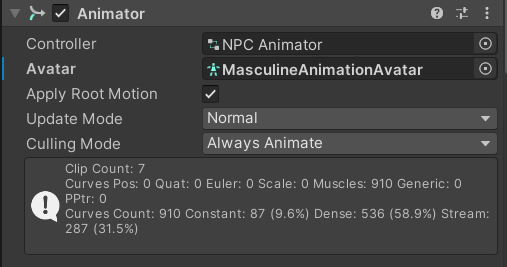 Animator
Controller
NPC Animator
Avatar
MasculineAnimationAvatar
Apply Root Motion
Update Mode
Normal
Culling Mode
Always Animate
Clip Count: 7
Curves Pos: 0 Quat: 0 Euler: 0 Scale: 0 Muscles: 910 Generic: 0
PPtr: 0
Curves Count: 910 Constant: 87 (9.6%) Dense: 536 (58.9%) Stream:
287 (31.5%)